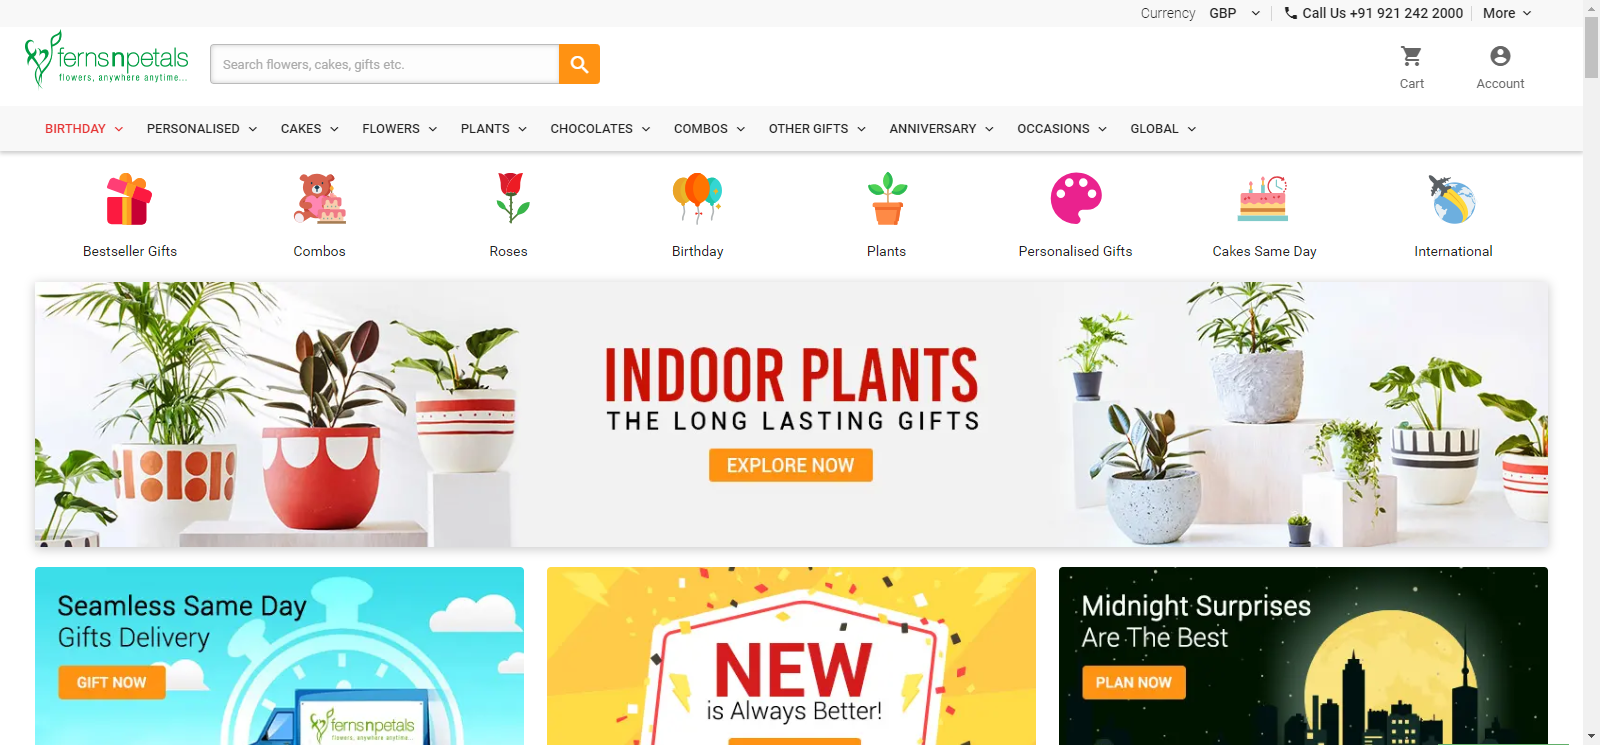 Currency GBP Call Us +91 921 242 2000 More
fernsnpetals
flowers, anywhere anytime...
Search flowers, cakes, gifts etc.
Cart
Account
BIRTHDAY PERSONALISED CAKES FLOWERS PLANTS CHOCOLATES COMBOS OTHER GIFTS ANNIVERSARY OCCASIONS GLOBAL
Bestseller Gifts Combos Roses Birthday Plants Personalised Gifts Cakes Same Day International
INDOOR PLANTS
THE LONG LASTING GIFTS
EXPLORE NOW
Seamless Same Day
Gifts Delivery
GIFT NOW
fernsnpetals
flowers, anywhere anytime...
NEW
is Always Better!
Midnight Surprises
Are The Best
PLAN NOW